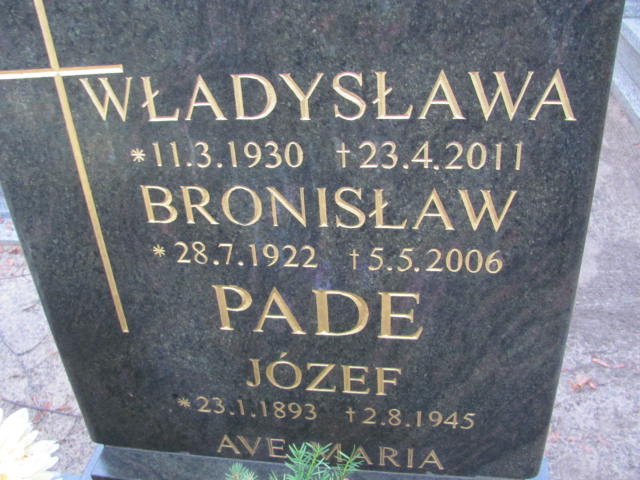 WŁADYSŁAWA
*11.3.1930 †23.4.2011
BRONISŁAW
*28.7.1922 †5.5.2006
PADE
JÓZEF
*23.1.1893 †2.8.1945
AVE MARIA